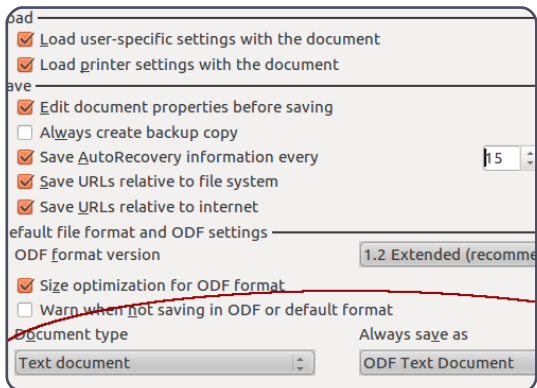 oad
Load user-specific settings with the document
Load printer settings with the document
ave
Edit document properties before saving
Always create backup copy
Save AutoRecovery information every 15
Save URLs relative to file system
Save URLs relative to internet
efault file format and ODF settings
ODF format version 1.2 Extended (recomme
Size optimization for ODF format
Warn when not saving in ODF or default format
Document type Always save as
Text document ODF Text Document